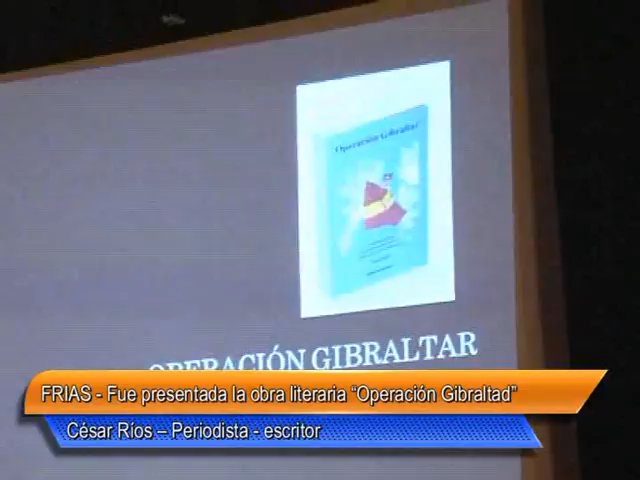 Operación Gibraltar
OPERACIÓN GIBRALTAR
FRIAS - Fue presentada la obra literaria “Operación Gibraltad”
César Ríos – Periodista - escritor